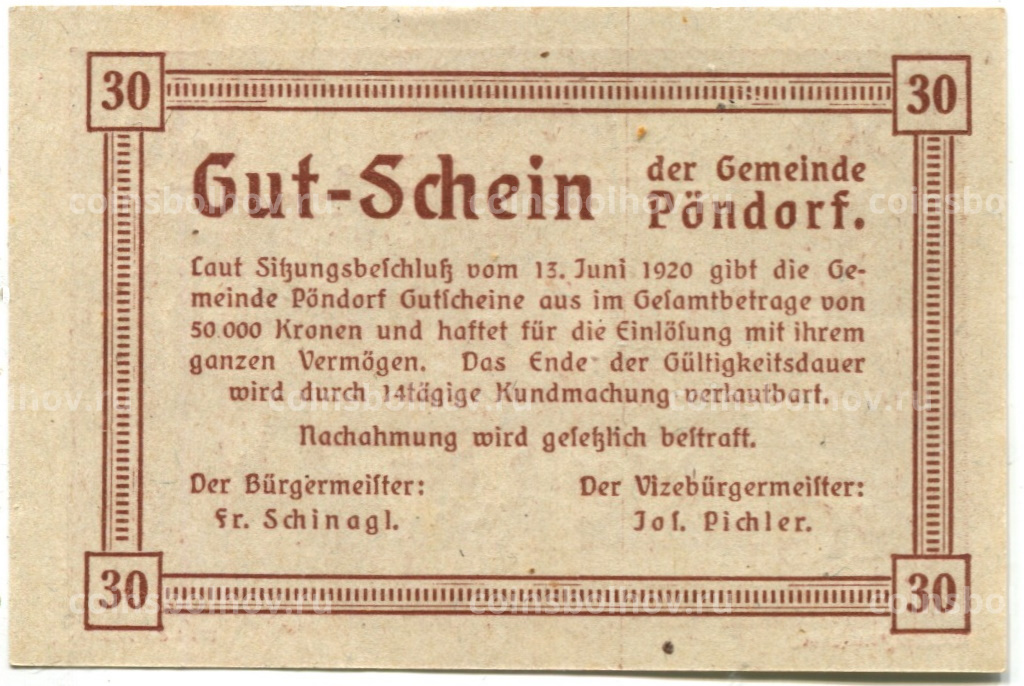 30 30
Gut-Schein der Gemeinde
Pöndorf.
Laut Sitzungsbeschluß vom 13. Juni 1920 gibt die Ge-
meinde Pöndorf Gutscheine aus im Gesamtbetrage von
50.000 Kronen und haftet für die Einlösung mit ihrem
ganzen Vermögen. Das Ende der Gültigkeitsdauer
wird durch 14tägige Kundmachung verlautbart.
Nachahmung wird gesetzlich bestraft.
Der Bürgermeister: Der Vizebürgermeister:
Fr. Schinagl. Jos. Pichler.
30 30
coinsbolhov.ru